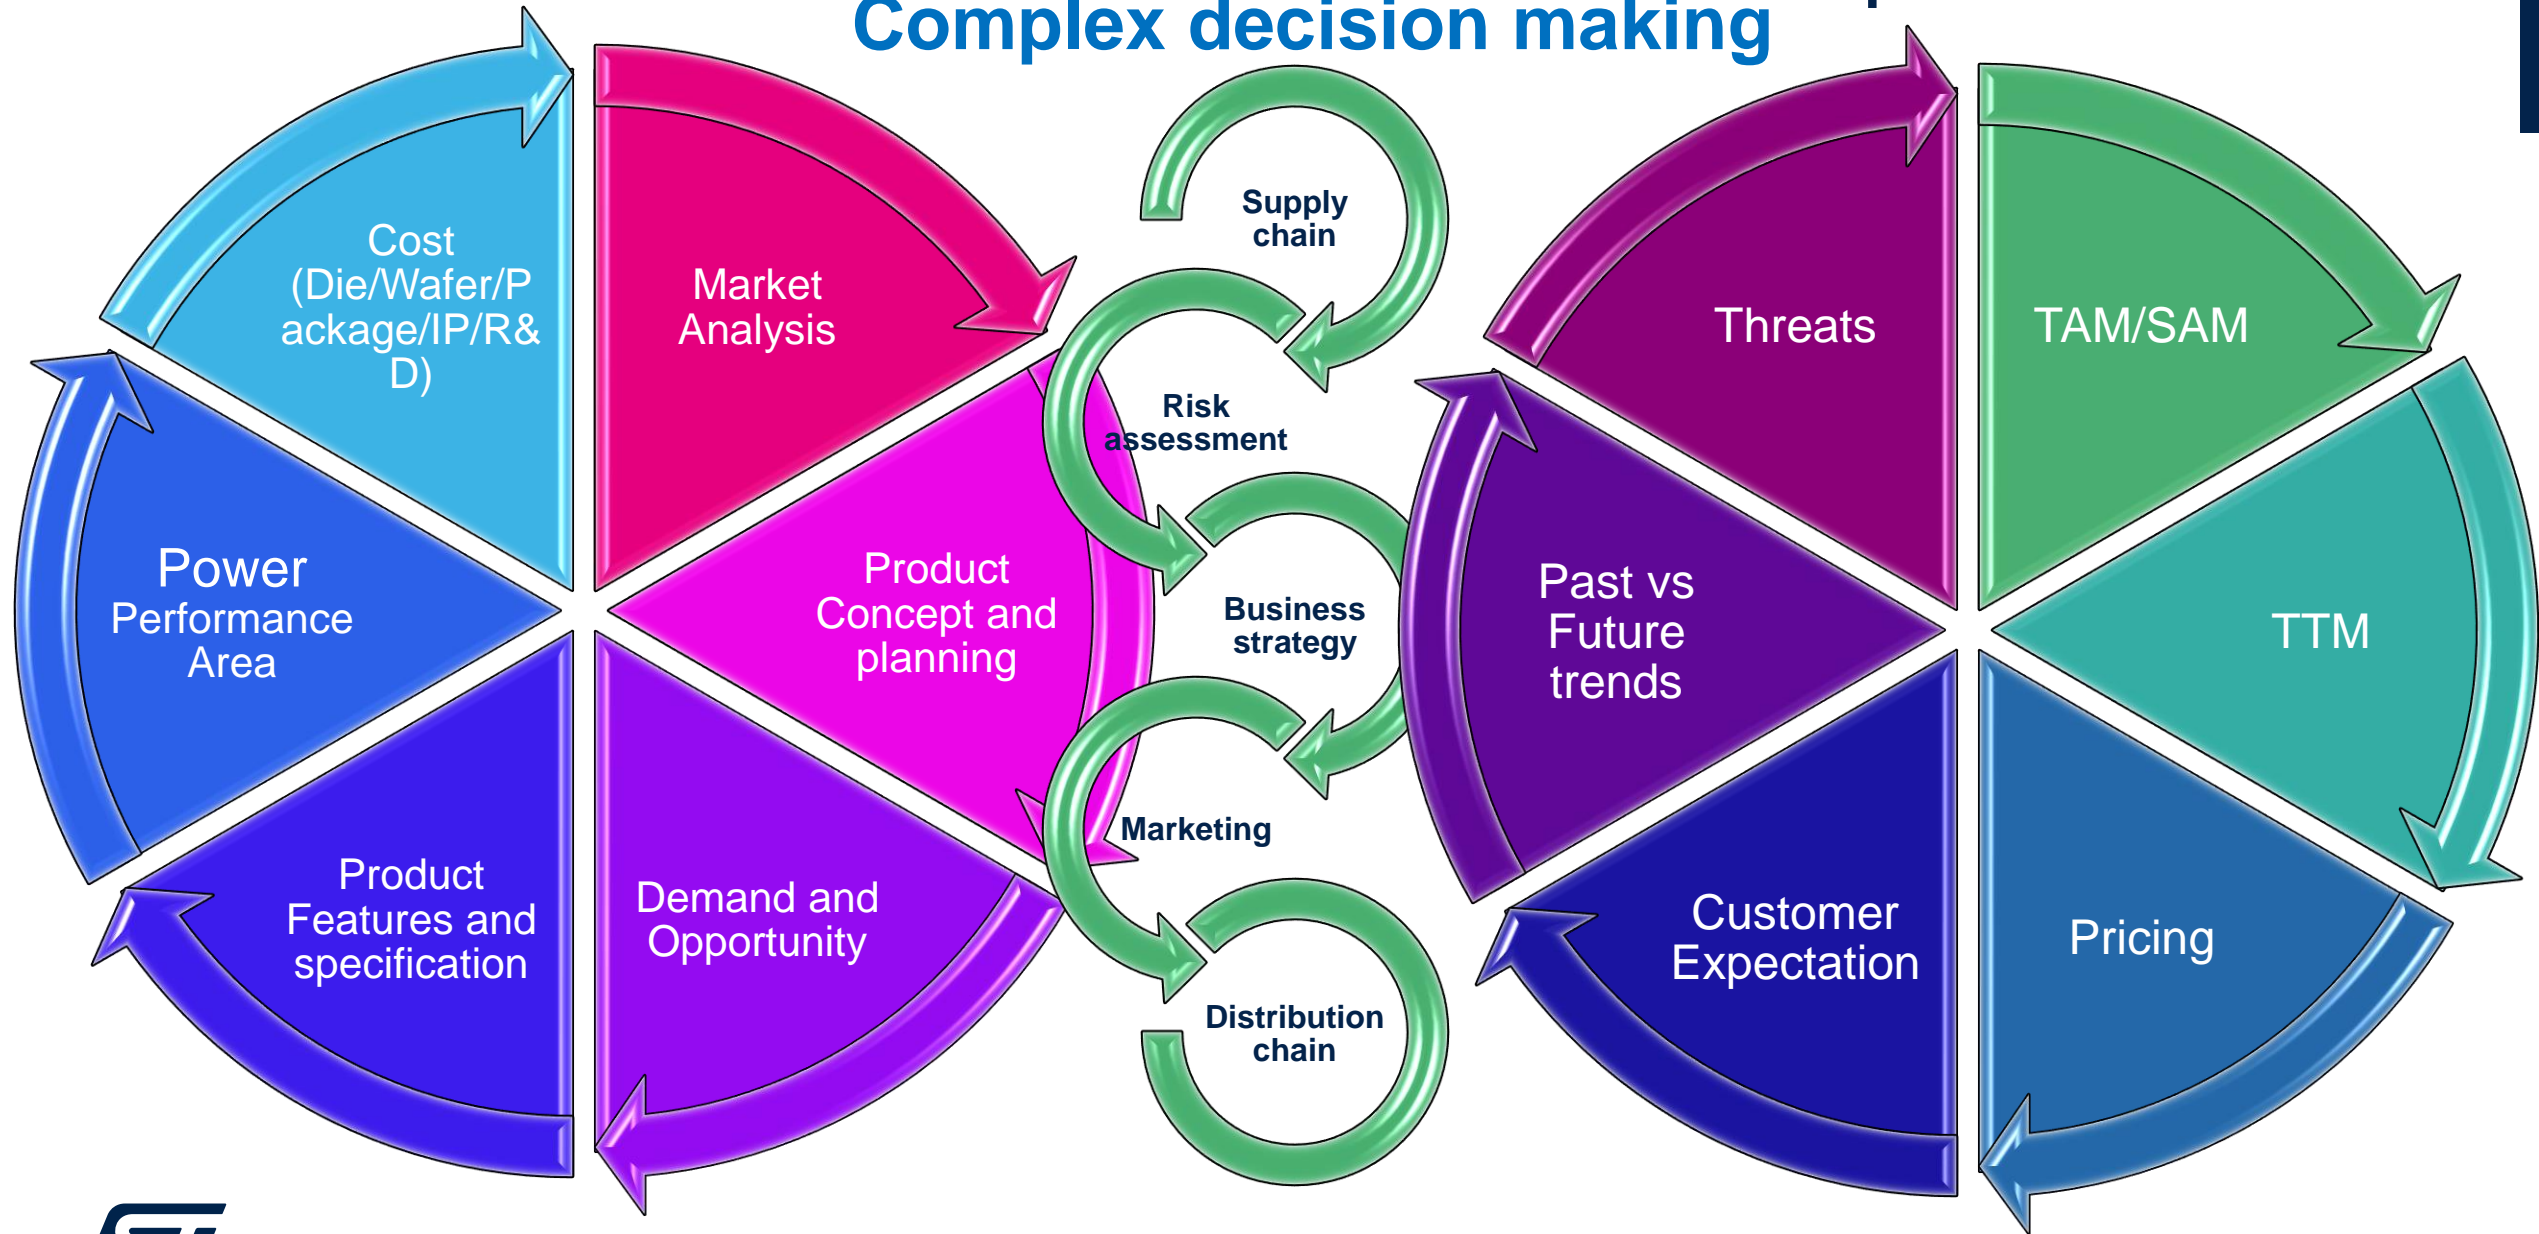 Complex decision making
Cost
(Die/Wafer/P
ackage/IP/R&
D)
Market
Analysis
Product
Concept and
planning
Demand and
Opportunity
Product
Features and
specification
Power
Performance
Area
Supply
chain
Risk
assessment
Business
strategy
Marketing
Distribution
chain
Threats
TAM/SAM
TTM
Pricing
Customer
Expectation
Past vs
Future
trends